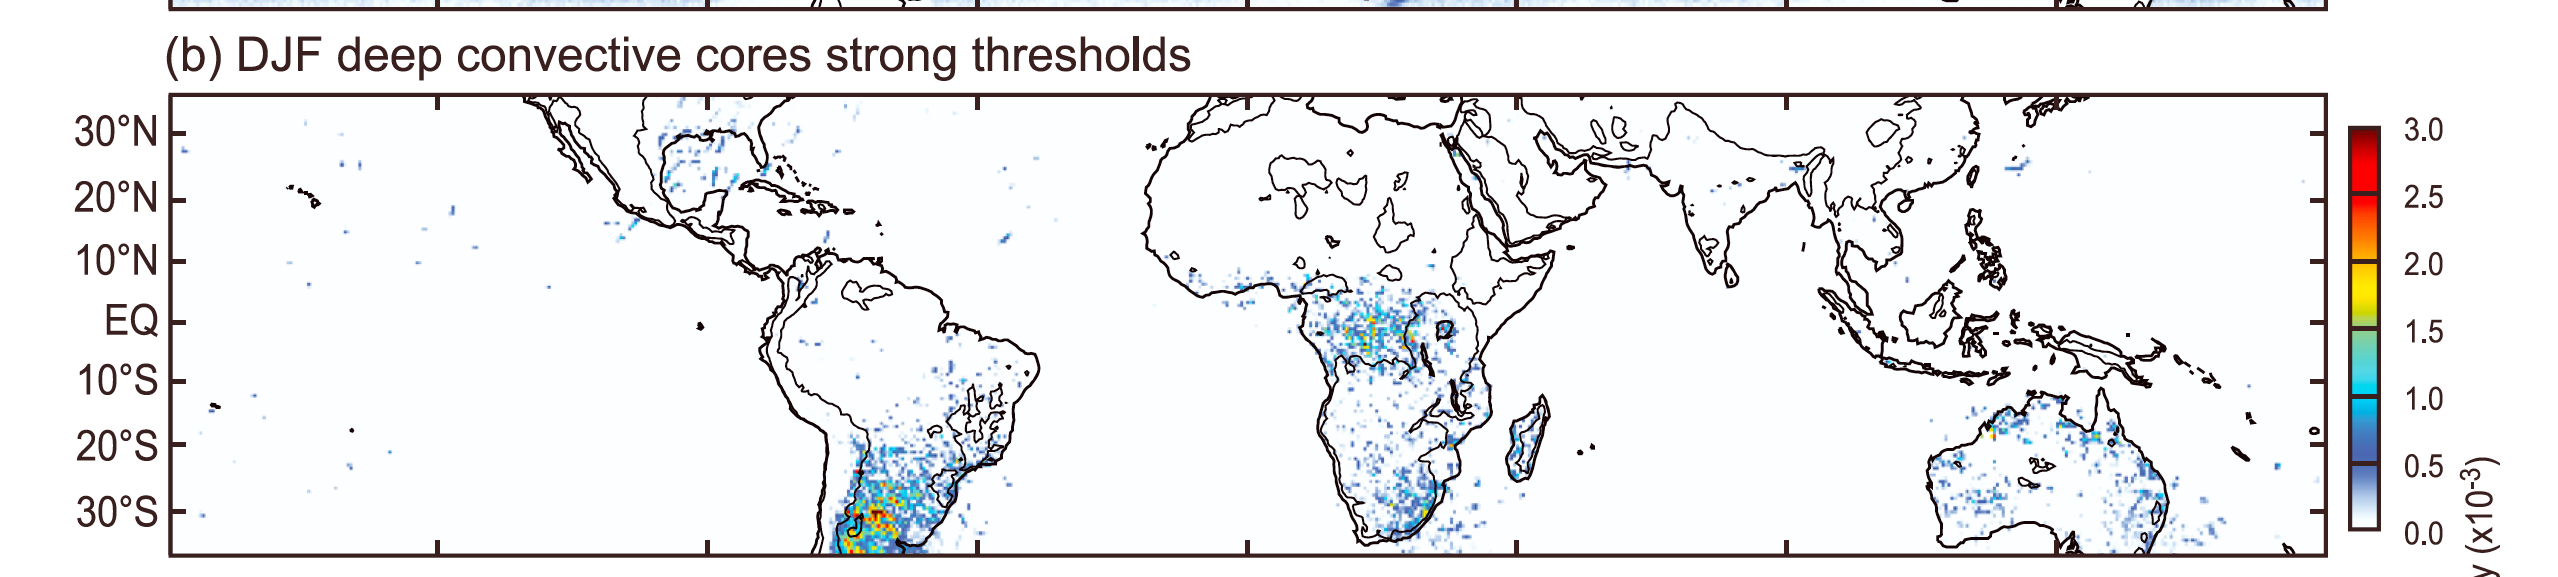 (b) DJF deep convective cores strong thresholds
30°N
20°N
10°N
EQ
10°S
20°S
30°S
3.0
2.5
2.0
1.5
1.0
0.5
0.0
y (x10⁻³)